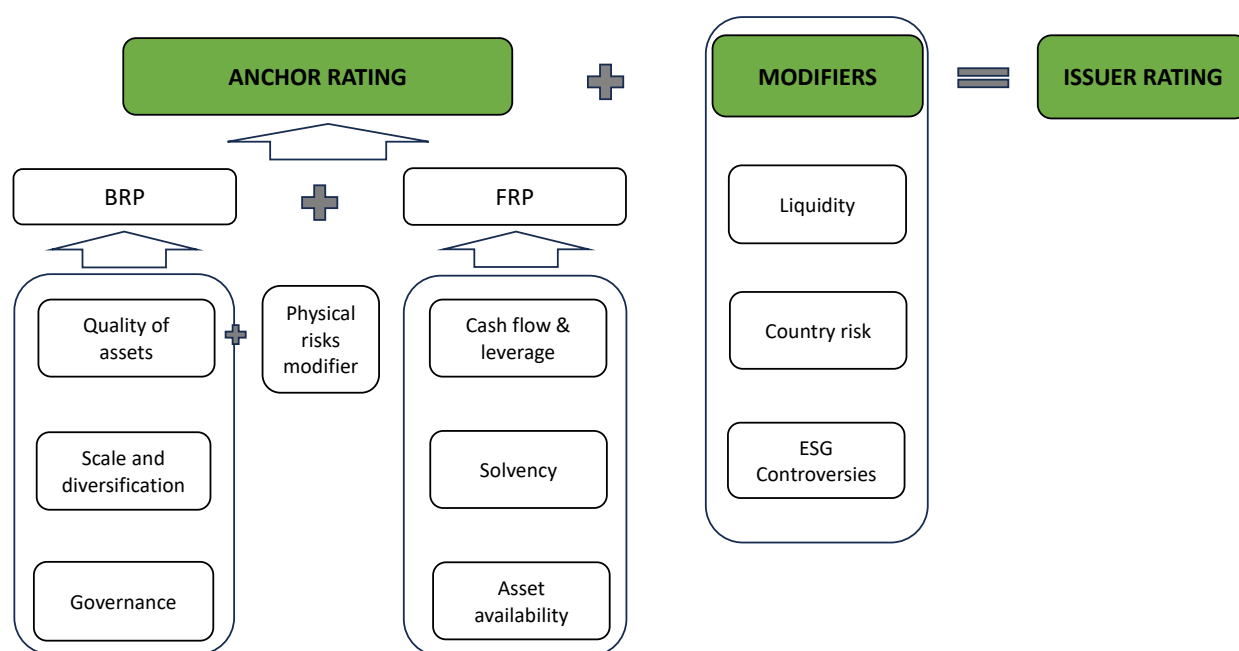 ANCHOR RATING
MODIFIERS
ISSUER RATING
BRP
FRP
Quality of
assets
Physical
risks
modifier
Cash flow &
leverage
Scale and
diversification
Solvency
Governance
Asset
availability
Liquidity
Country risk
ESG
Controversies